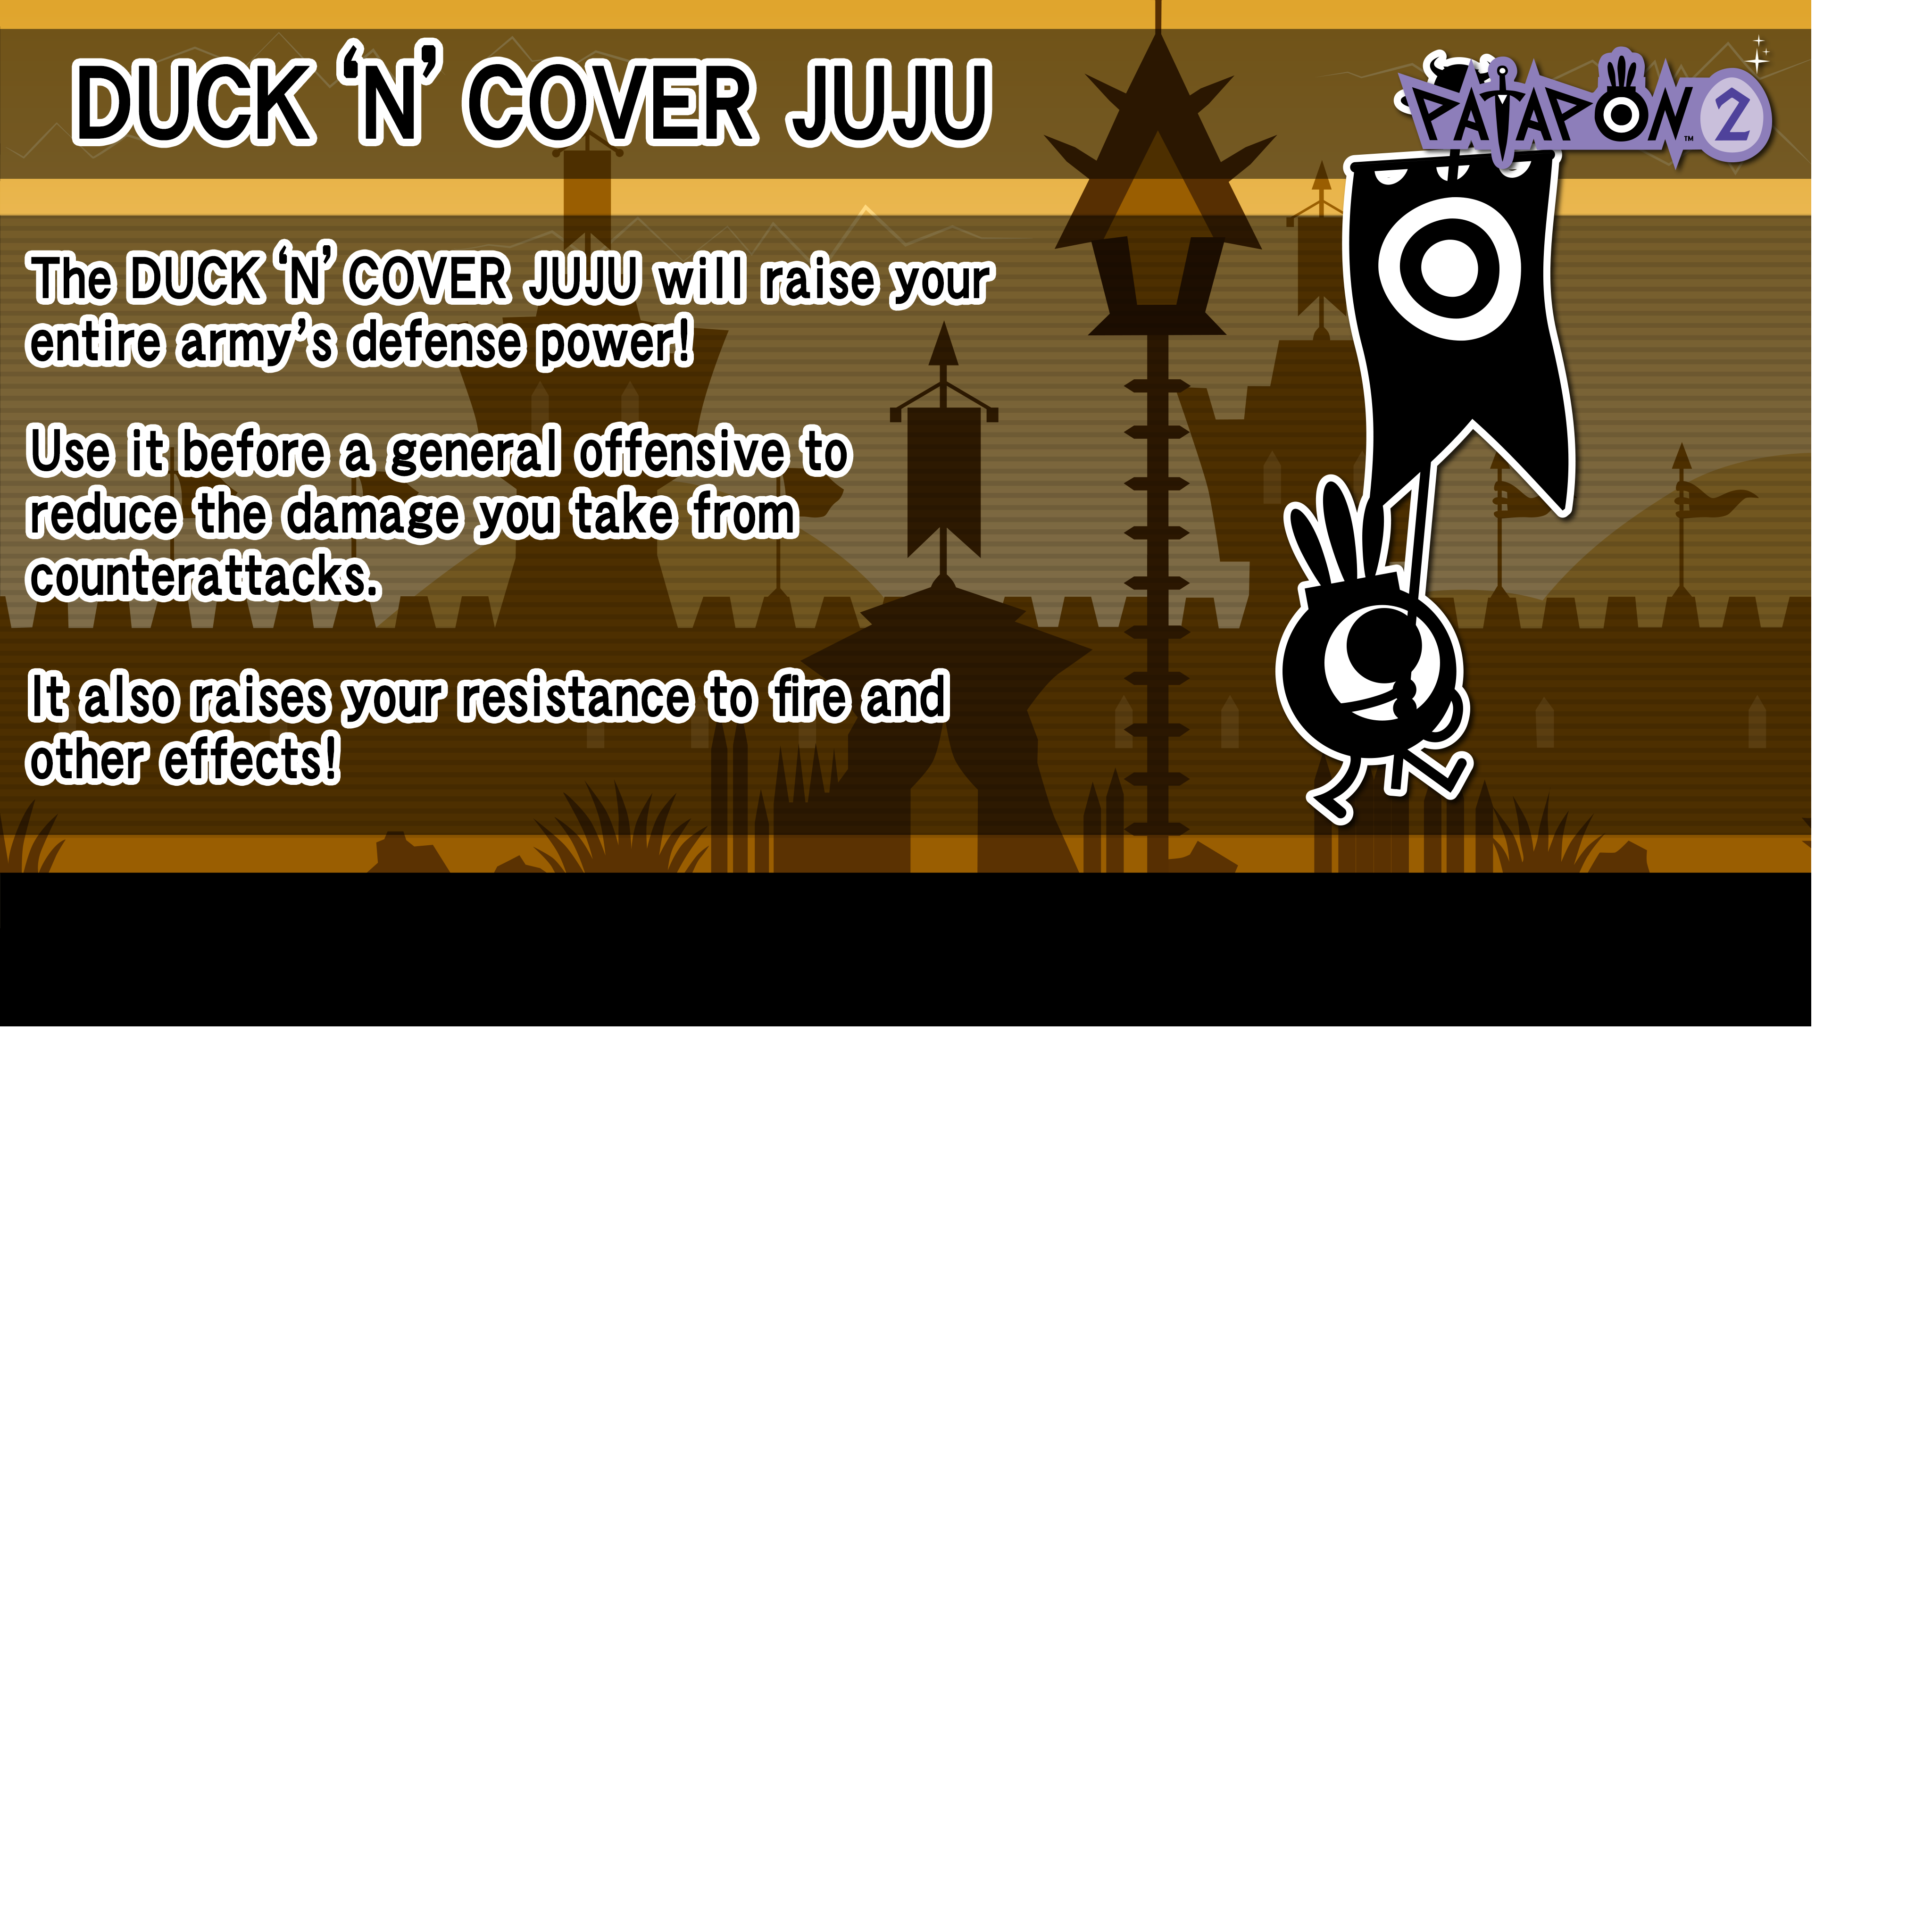 DUCK ‘N’ COVER JUJU
PATAPON™ 2
The DUCK ‘N’ COVER JUJU will raise your
entire army’s defense power!
Use it before a general offensive to
reduce the damage you take from
counterattacks.
It also raises your resistance to fire and
other effects!